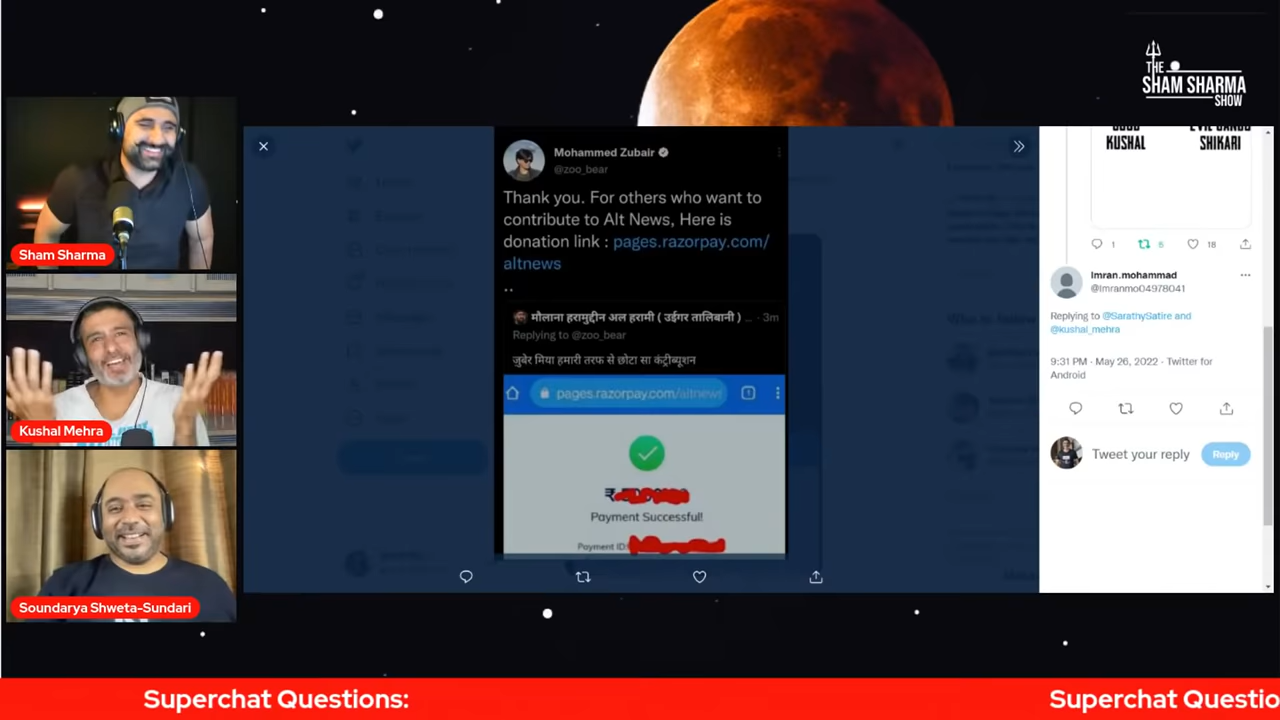 THE
SHAM SHARMA
SHOW
Sham Sharma
Kushal Mehra
Soundarya Shweta-Sundari
Mohammed Zubair
@zoo_bear
Thank you. For others who want to
contribute to Alt News, Here is
donation link : pages.razorpay.com/
altnews
..
मौलाना हरामुद्दीन अल हरामी ( उईगर तालिबानी ) ... · 3m
Replying to @zoo_bear
जुबेर मिया हमारी तरफ से छोटा सा कंट्रीब्यूशन
pages.razorpay.com/altnews
1
₹
Payment Successful!
Payment ID:
KUSHAL
SHIKARI
1 5 18
Imran.mohammad
@Imranmo04978041
Replying to @SarathySatire and
@kushal_mehra
9:31 PM · May 26, 2022 · Twitter for
Android
Tweet your reply Reply
Superchat Questions: Superchat Questio